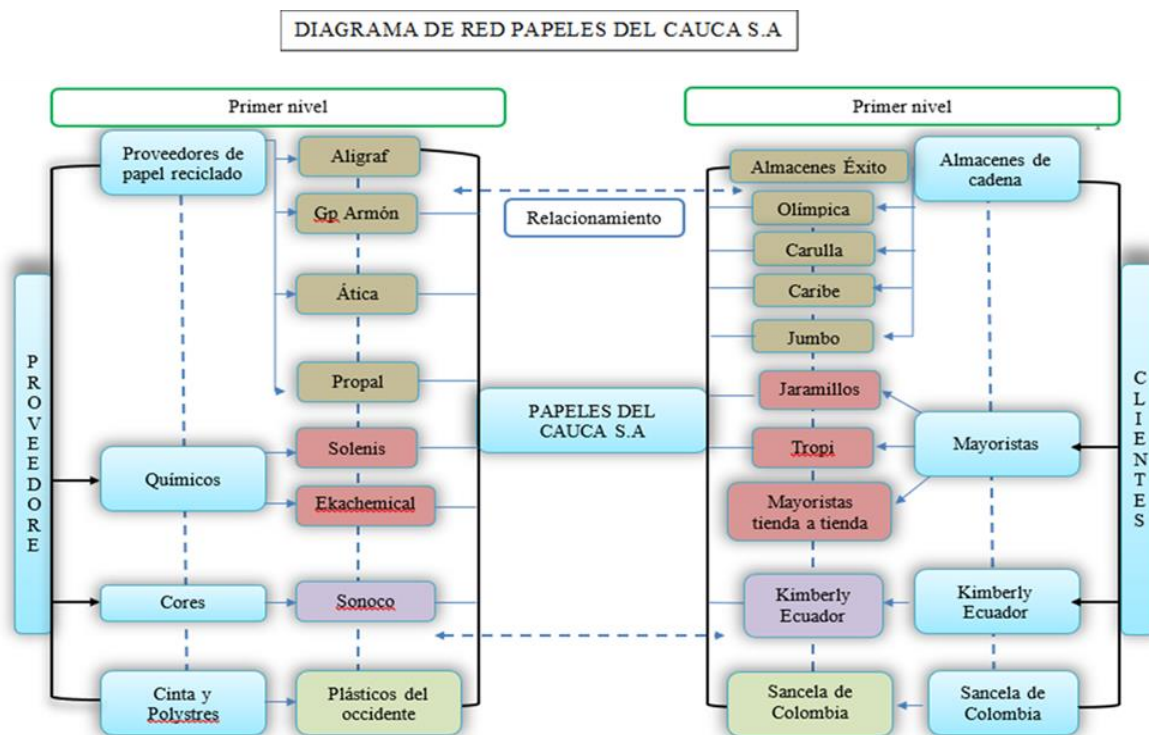 DIAGRAMA DE RED PAPELES DEL CAUCA S.A
Primer nivel
Primer nivel
Proveedores de
papel reciclado
Aligraf
Gp Armón
Ática
Propal
Químicos
Solenis
Ekachemical
Cores
Sonoco
Cinta y
Polystres
Plásticos del
occidente
PROVEEDORE
Relacionamiento
PAPELES DEL
CAUCA S.A
Almacenes Éxito
Olímpica
Carulla
Caribe
Jumbo
Jaramillos
Tropi
Mayoristas
tienda a tienda
Kimberly
Ecuador
Sancela de
Colombia
Almacenes de
cadena
Mayoristas
Kimberly
Ecuador
Sancela de
Colombia
CLIENTES